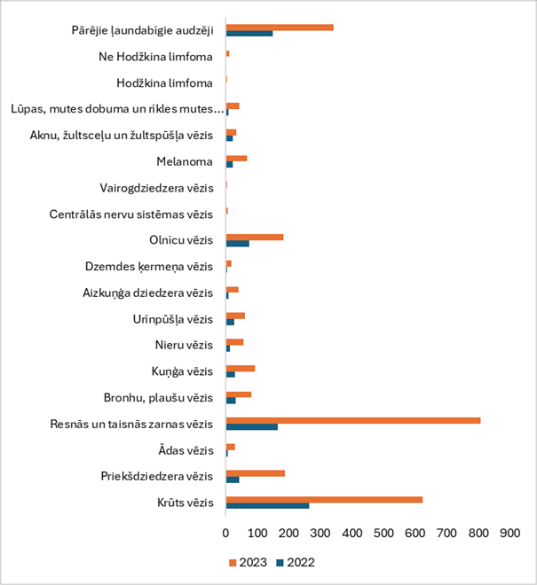 Pārējie ļaundabīgie audzēji
Ne Hodžkina limfoma
Hodžkina limfoma
Lūpas, mutes dobuma un rīkles mutes...
Aknu, žultsceļu un žultspūšļa vēzis
Melanoma
Vairogdziedzera vēzis
Centrālās nervu sistēmas vēzis
Olnīcu vēzis
Dzemdes ķermeņa vēzis
Aizkuņģa dziedzera vēzis
Urīnpūšļa vēzis
Nieru vēzis
Kuņģa vēzis
Bronhu, plaušu vēzis
Resnās un taisnās zarnas vēzis
Ādas vēzis
Priekšdziedzera vēzis
Krūts vēzis
0 100 200 300 400 500 600 700 800 900
2023 2022